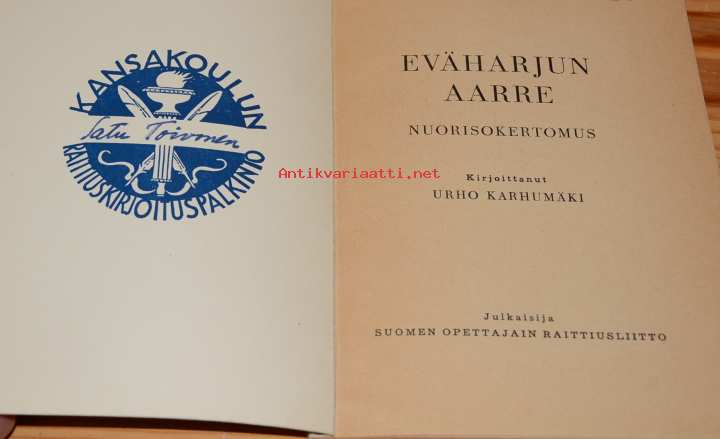 KANSAKOULUN
Satu Toivonen
RAITTIUSKIRJOITUSPALKINTO
EVÄHARJUN
AARRE
NUORISOKERTOMUS
Kirjoittanut
URHO KARHUMÄKI
Julkaisija
SUOMEN OPETTAJAIN RAITTIUSLIITTO
Antikvariaatti.net